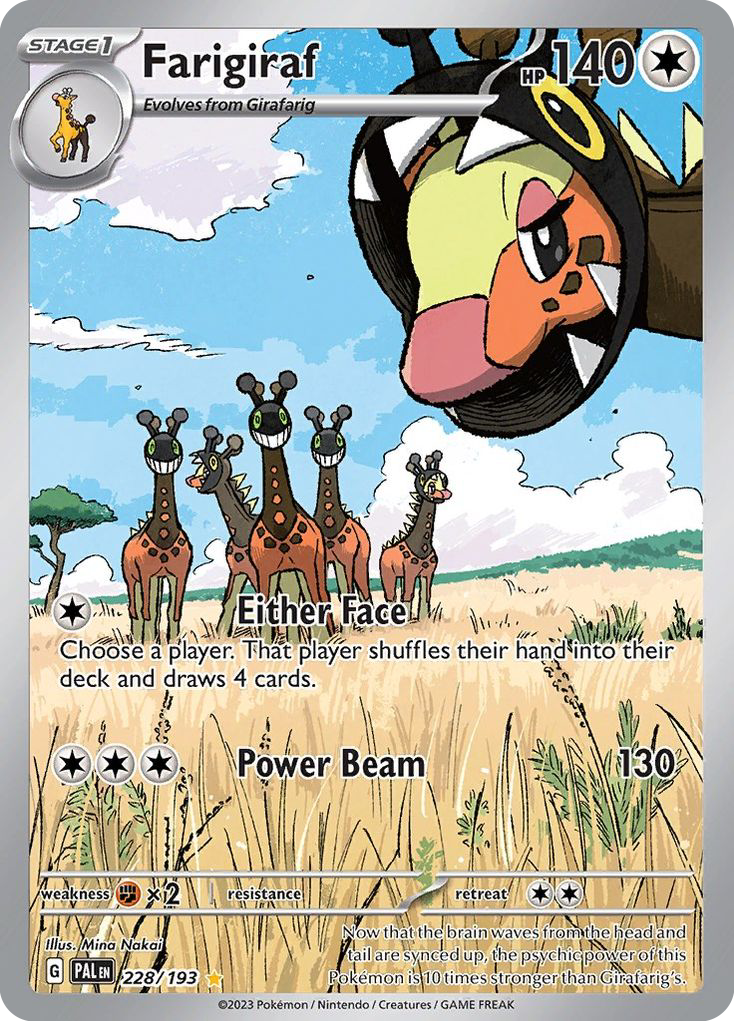 STAGE1
Farigiraf
HP 140
Evolves from Girafarig
Either Face
Choose a player. That player shuffles their hand into their
deck and draws 4 cards.
Power Beam 130
weakness ×2 resistance retreat
Illus. Mina Nakai
Now that the brain waves from the head and
tail are synced up, the psychic power of this
Pokémon is 10 times stronger than Girafarig's.
G PAL EN 228/193
©2023 Pokémon / Nintendo / Creatures / GAME FREAK